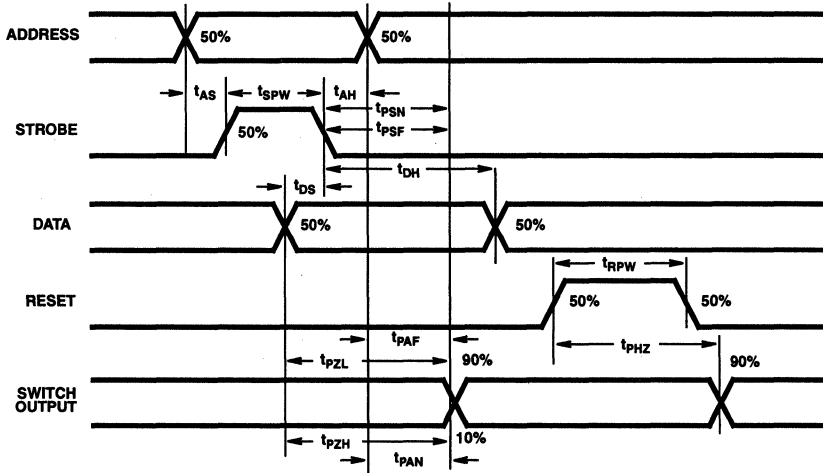 ADDRESS 50% 50%
tAS tSPW tAH tPSN
STROBE 50% tPSF
tDH
tDS
DATA 50% 50%
tRPW
RESET 50% 50%
tPAF tPHZ
tPZL 90% 90%
SWITCH
OUTPUT
tPZH 10%
tPAN